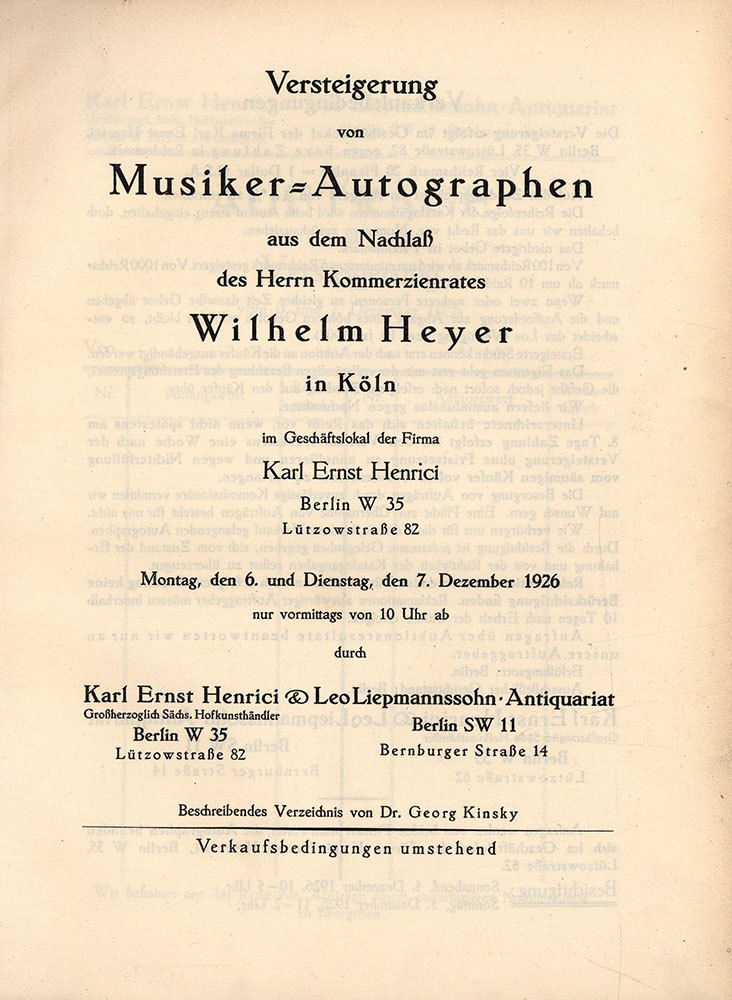 Versteigerung
von
Musiker-Autographen
aus dem Nachlaß
des Herrn Kommerzienrates
Wilhelm Heyer
in Köln
im Geschäftslokal der Firma
Karl Ernst Henrici
Berlin W 35
Lützowstraße 82
Montag, den 6. und Dienstag, den 7. Dezember 1926
nur vormittags von 10 Uhr ab
durch
Karl Ernst Henrici & Leo Liepmannssohn · Antiquariat
Großherzoglich Sächs. Hofkunsthändler
Berlin W 35
Lützowstraße 82
Berlin SW 11
Bernburger Straße 14
Beschreibendes Verzeichnis von Dr. Georg Kinsky
Verkaufsbedingungen umstehend